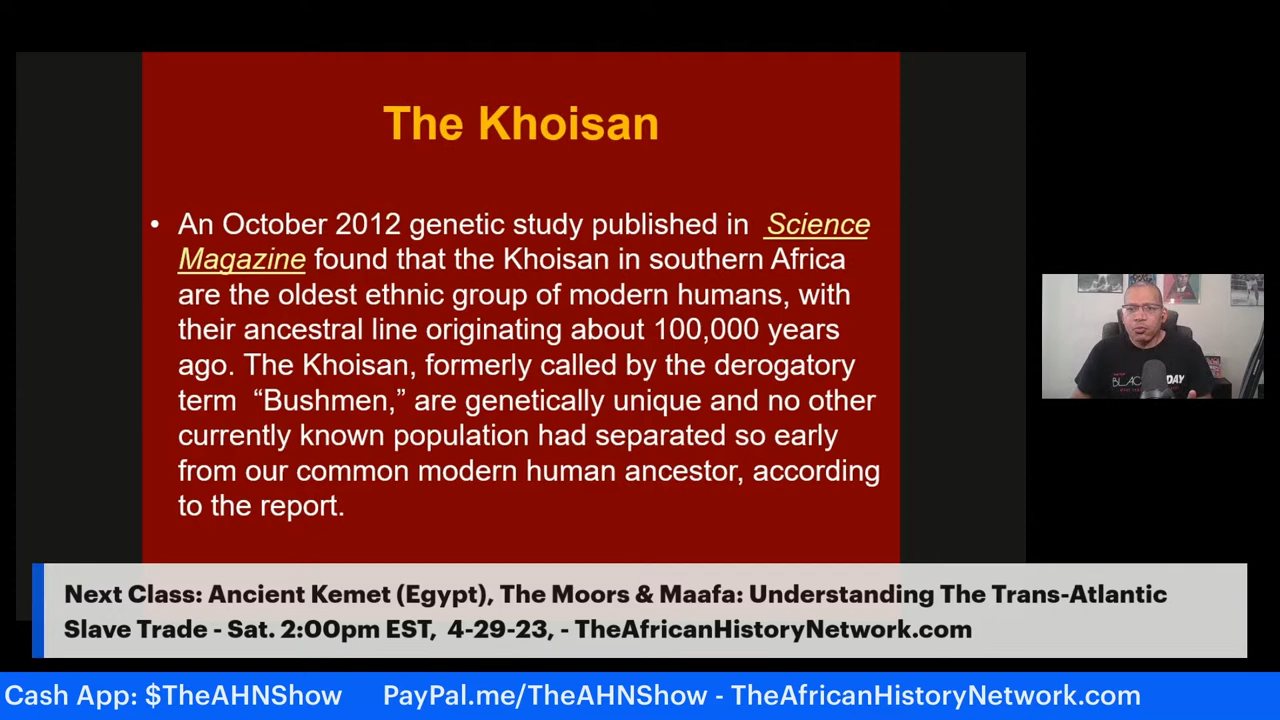 The Khoisan
• An October 2012 genetic study published in Science
Magazine found that the Khoisan in southern Africa
are the oldest ethnic group of modern humans, with
their ancestral line originating about 100,000 years
ago. The Khoisan, formerly called by the derogatory
term “Bushmen,” are genetically unique and no other
currently known population had separated so early
from our common modern human ancestor, according
to the report.
Next Class: Ancient Kemet (Egypt), The Moors & Maafa: Understanding The Trans-Atlantic
Slave Trade - Sat. 2:00pm EST, 4-29-23, - TheAfricanHistoryNetwork.com
Cash App: $TheAHNShow PayPal.me/TheAHNShow - TheAfricanHistoryNetwork.com